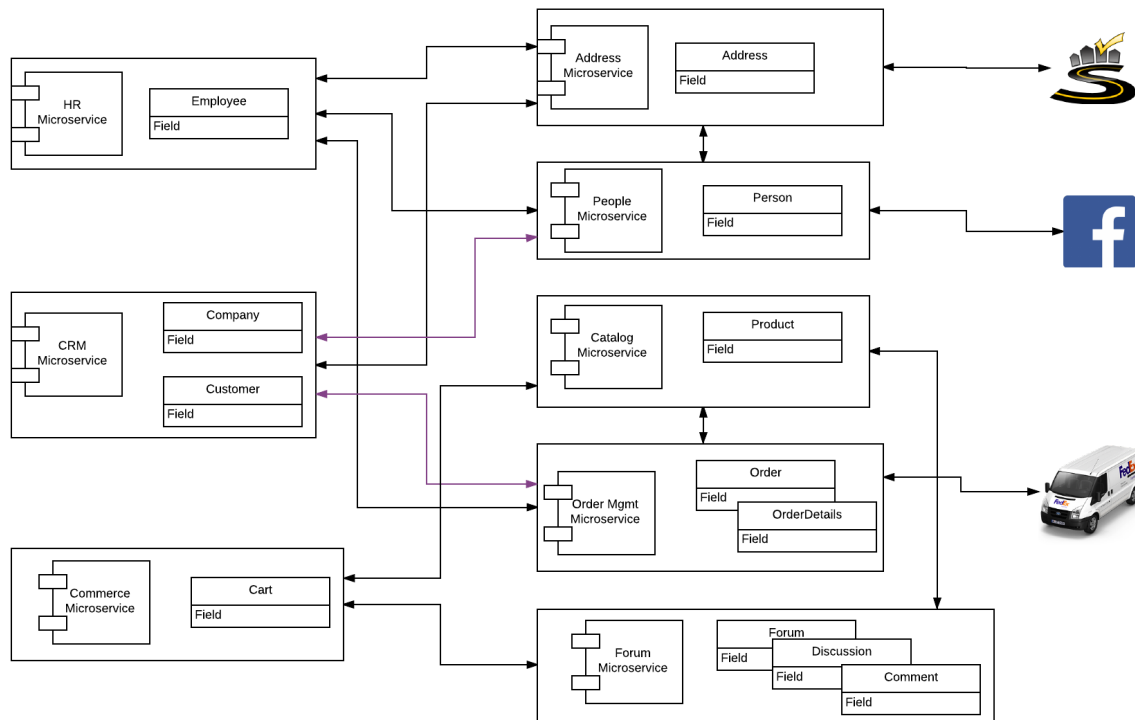 HR
Microservice
Employee
Field
Address
Microservice
Address
Field
People
Microservice
Person
Field
f
CRM
Microservice
Company
Field
Customer
Field
Catalog
Microservice
Product
Field
Order Mgmt
Microservice
Order
Field
OrderDetails
Field
FedEx
FedEx
Commerce
Microservice
Cart
Field
Forum
Microservice
Forum
Field
Discussion
Field
Comment
Field